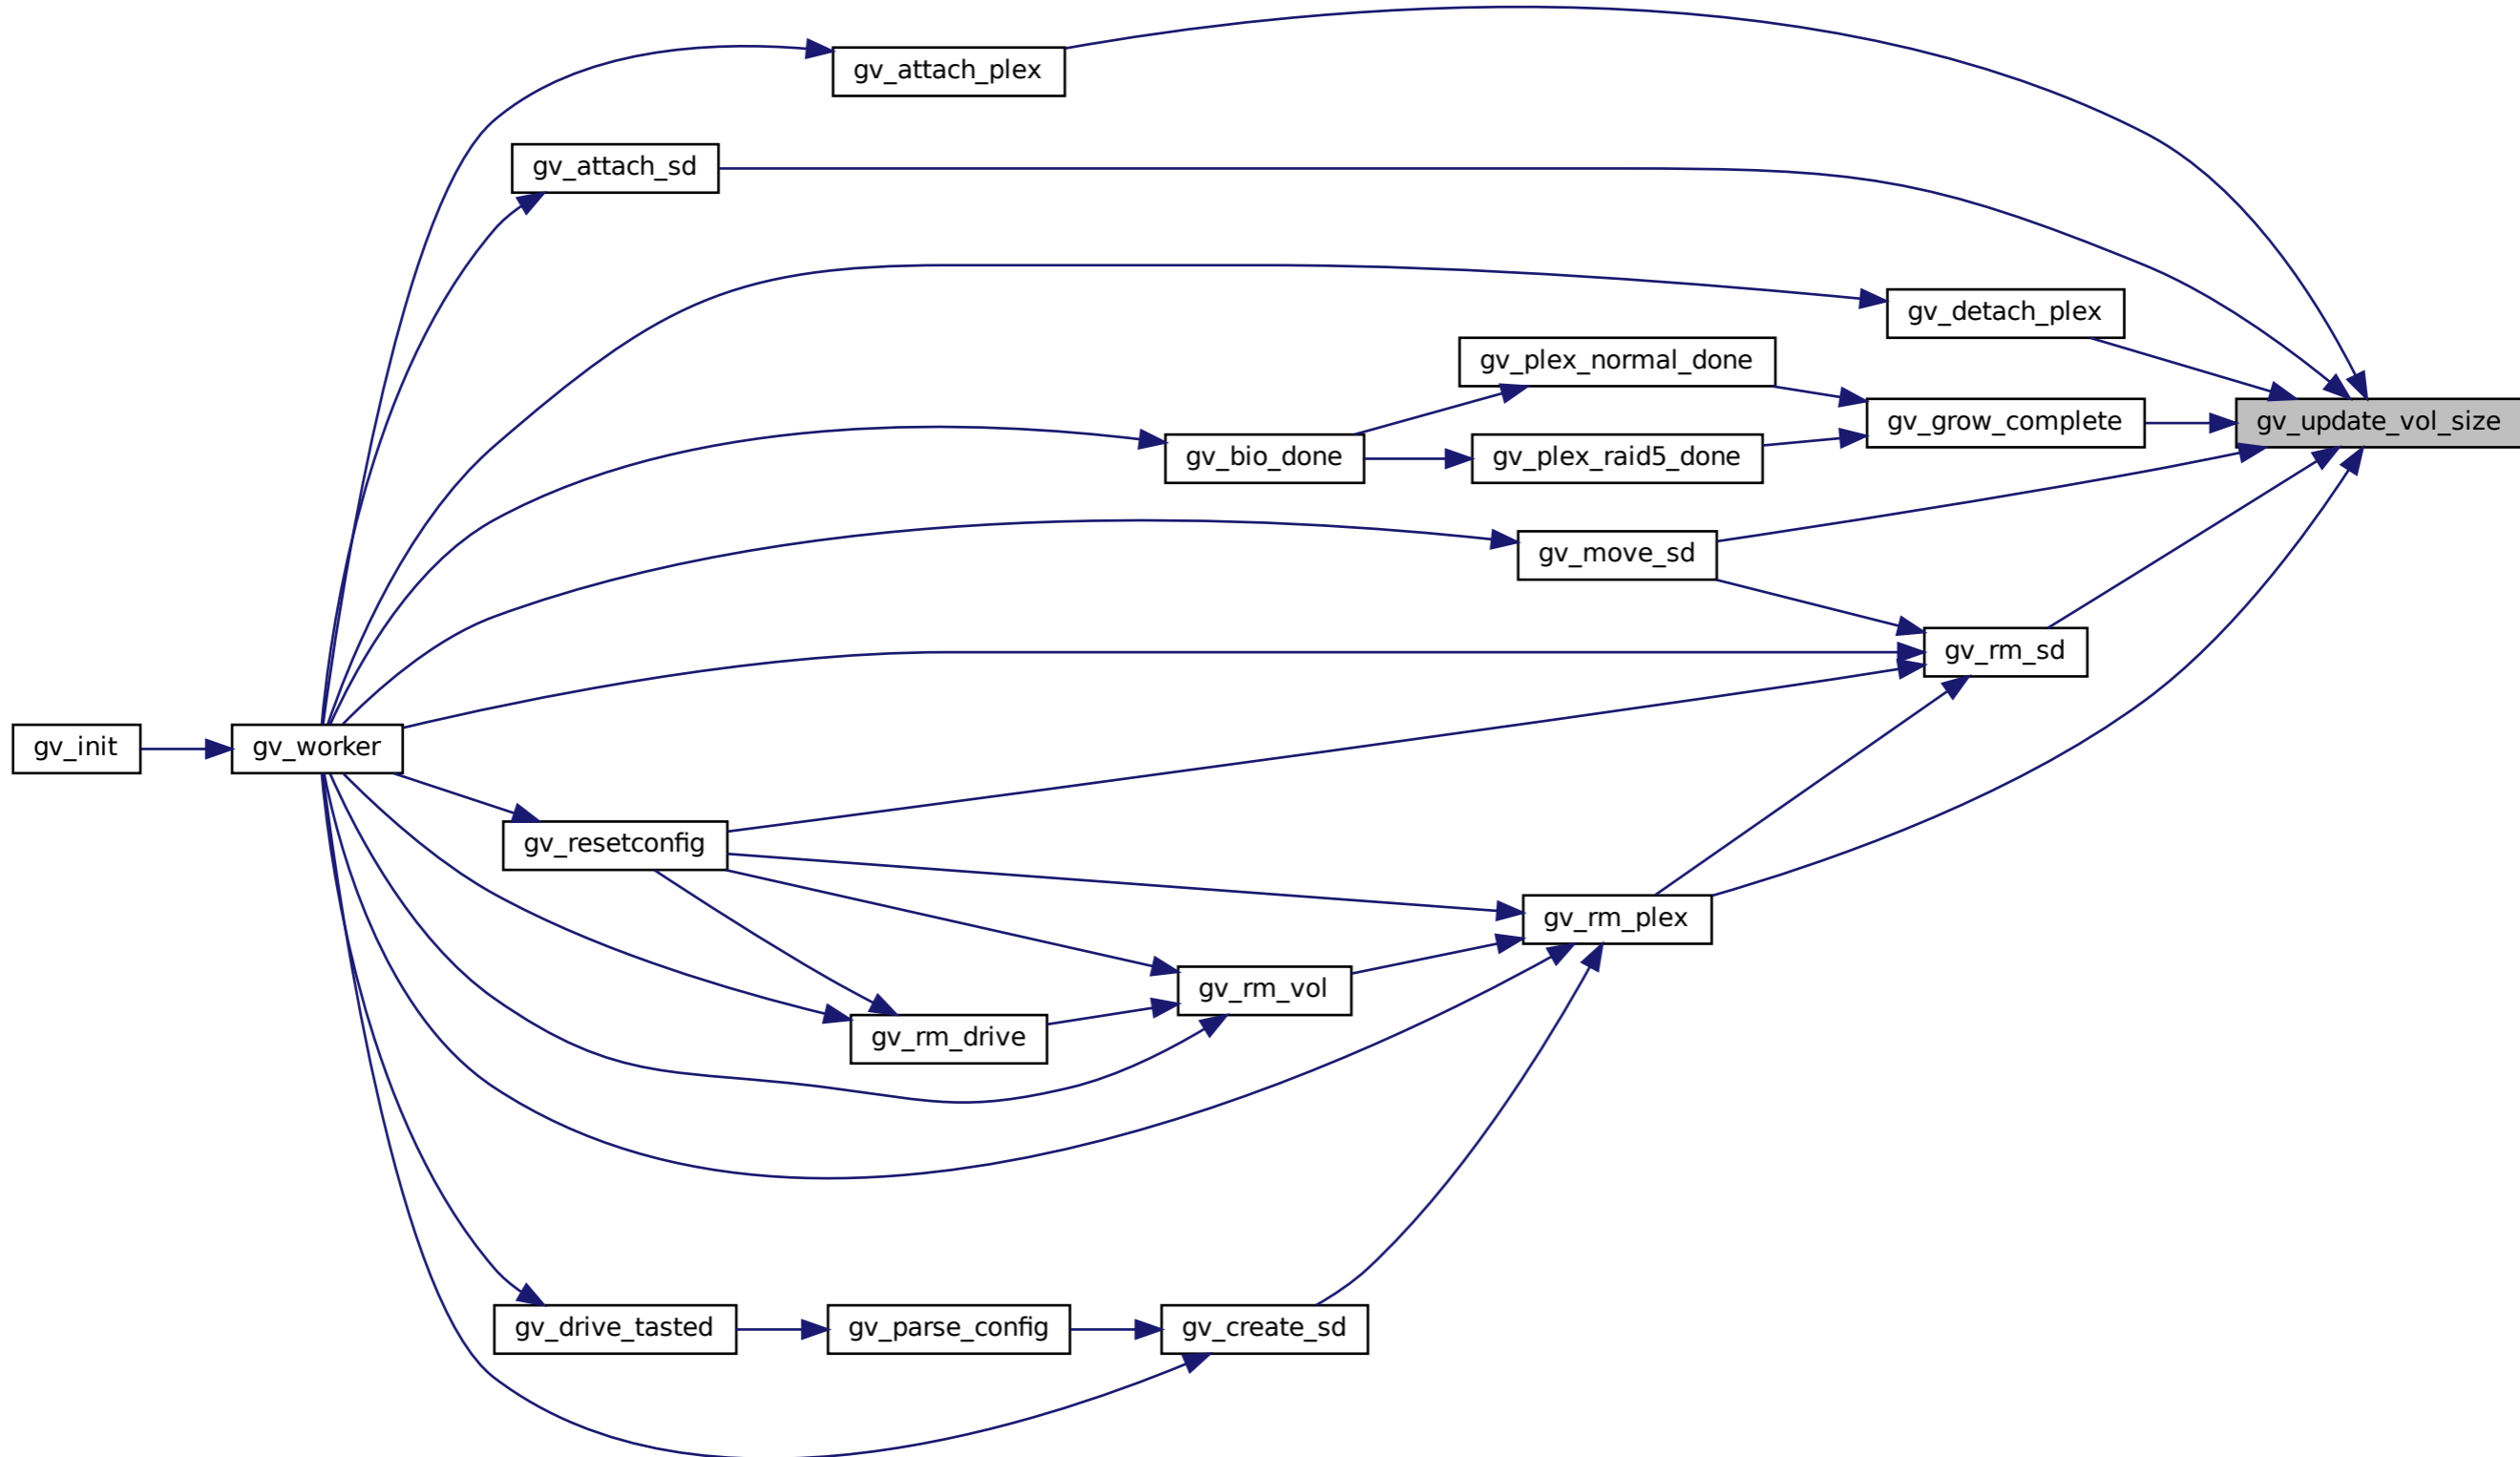 gv_attach_plex
gv_attach_sd
gv_detach_plex
gv_plex_normal_done
gv_grow_complete
gv_update_vol_size
gv_bio_done
gv_plex_raid5_done
gv_move_sd
gv_rm_sd
gv_init
gv_worker
gv_resetconfig
gv_rm_plex
gv_rm_vol
gv_rm_drive
gv_drive_tasted
gv_parse_config
gv_create_sd